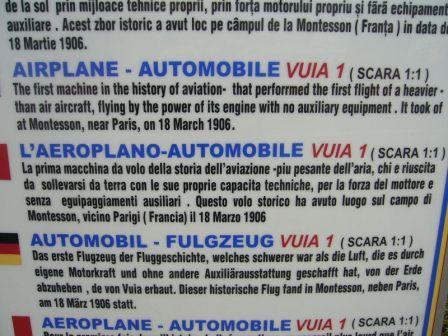 de la sol prin mijloace tehnice proprii, prin forța motorului propriu și fără echipament
auxiliare . Acest zbor istoric a avut loc pe câmpul de la Montesson ( Franța ) in data de
18 Martie 1906.
AIRPLANE - AUTOMOBILE VUIA 1 ( SCARA 1:1 )
The first machine in the history of aviation- that performed the first flight of a heavier -
than air aircraft, flying by the power of its engine with no auxiliary equipment . It took of
at Montesson, near Paris, on 18 March 1906.
L'AEROPLANO-AUTOMOBILE VUIA 1 ( SCARA 1:1 )
La prima macchina da volo della storia dell'aviazione -piu pesante dell'aria, chi e riuscita
da sollevarsi da terra con le sue proprie capacita techniche, per la forza del mottore e
senza eguipaggiamenti ausiliari . Questo volo storico ha avuto luogo sul campo di
Montesson, vicino Parigi ( Francia) il 18 Marzo 1906
AUTOMOBIL - FULGZEUG VUIA 1 ( SCARA 1:1 )
Das erste Flugzeug der Fluggeschichte, welches schwerer war als die Luft, die es durch
eigene Motorkraft und ohne andere Auxiliärausstattung geschafft hat, von der Erde
abzuheben , de von Vuia erbaut. Dieser historische Flug fand in Montesson, neben Paris,
am 18 März 1906 statt.
AEROPLANE - AUTOMOBILE VUIA 1 ( SCARA 1:1 )